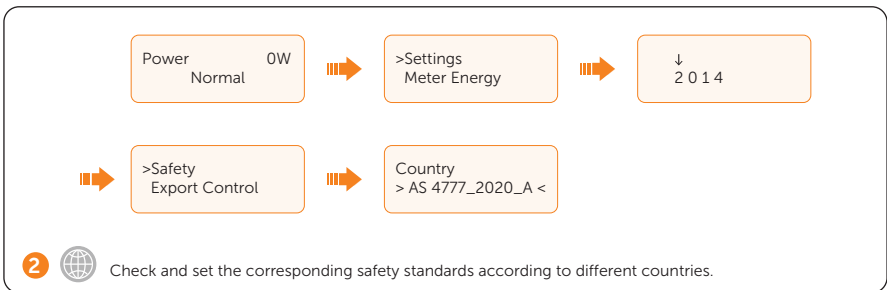 Power 0W
Normal
>Settings
Meter Energy
↓
2 0 1 4
>Safety
Export Control
Country
> AS 4777_2020_A <
2 Check and set the corresponding safety standards according to different countries.